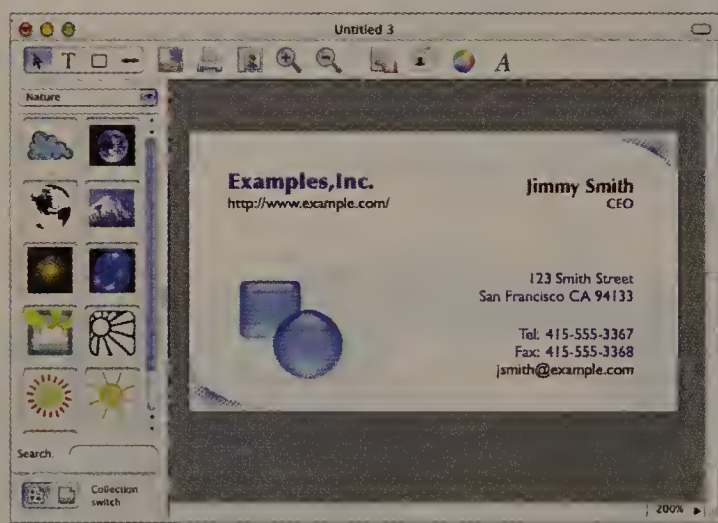 Untitled 3
T
A
Nature
Examples,Inc.
http://www.example.com/
Jimmy Smith
CEO
123 Smith Street
San Francisco CA 94133
Tel: 415-555-3367
Fax: 415-555-3368
jsmith@example.com
Search:
Collection
switch
200%